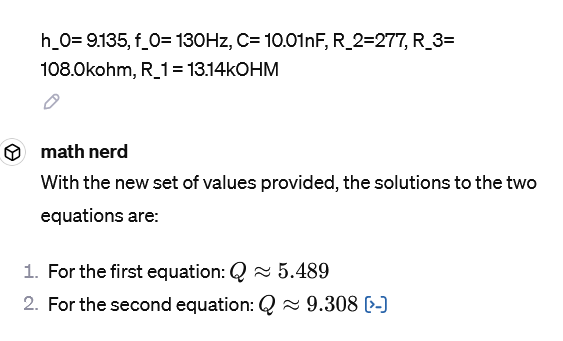 h_0= 9.135, f_0= 130Hz, C= 10.01nF, R_2=277, R_3=
108.0kohm, R_1 = 13.14kOHM
math nerd
With the new set of values provided, the solutions to the two
equations are:
1. For the first equation: Q ≈ 5.489
2. For the second equation: Q ≈ 9.308 [>-]